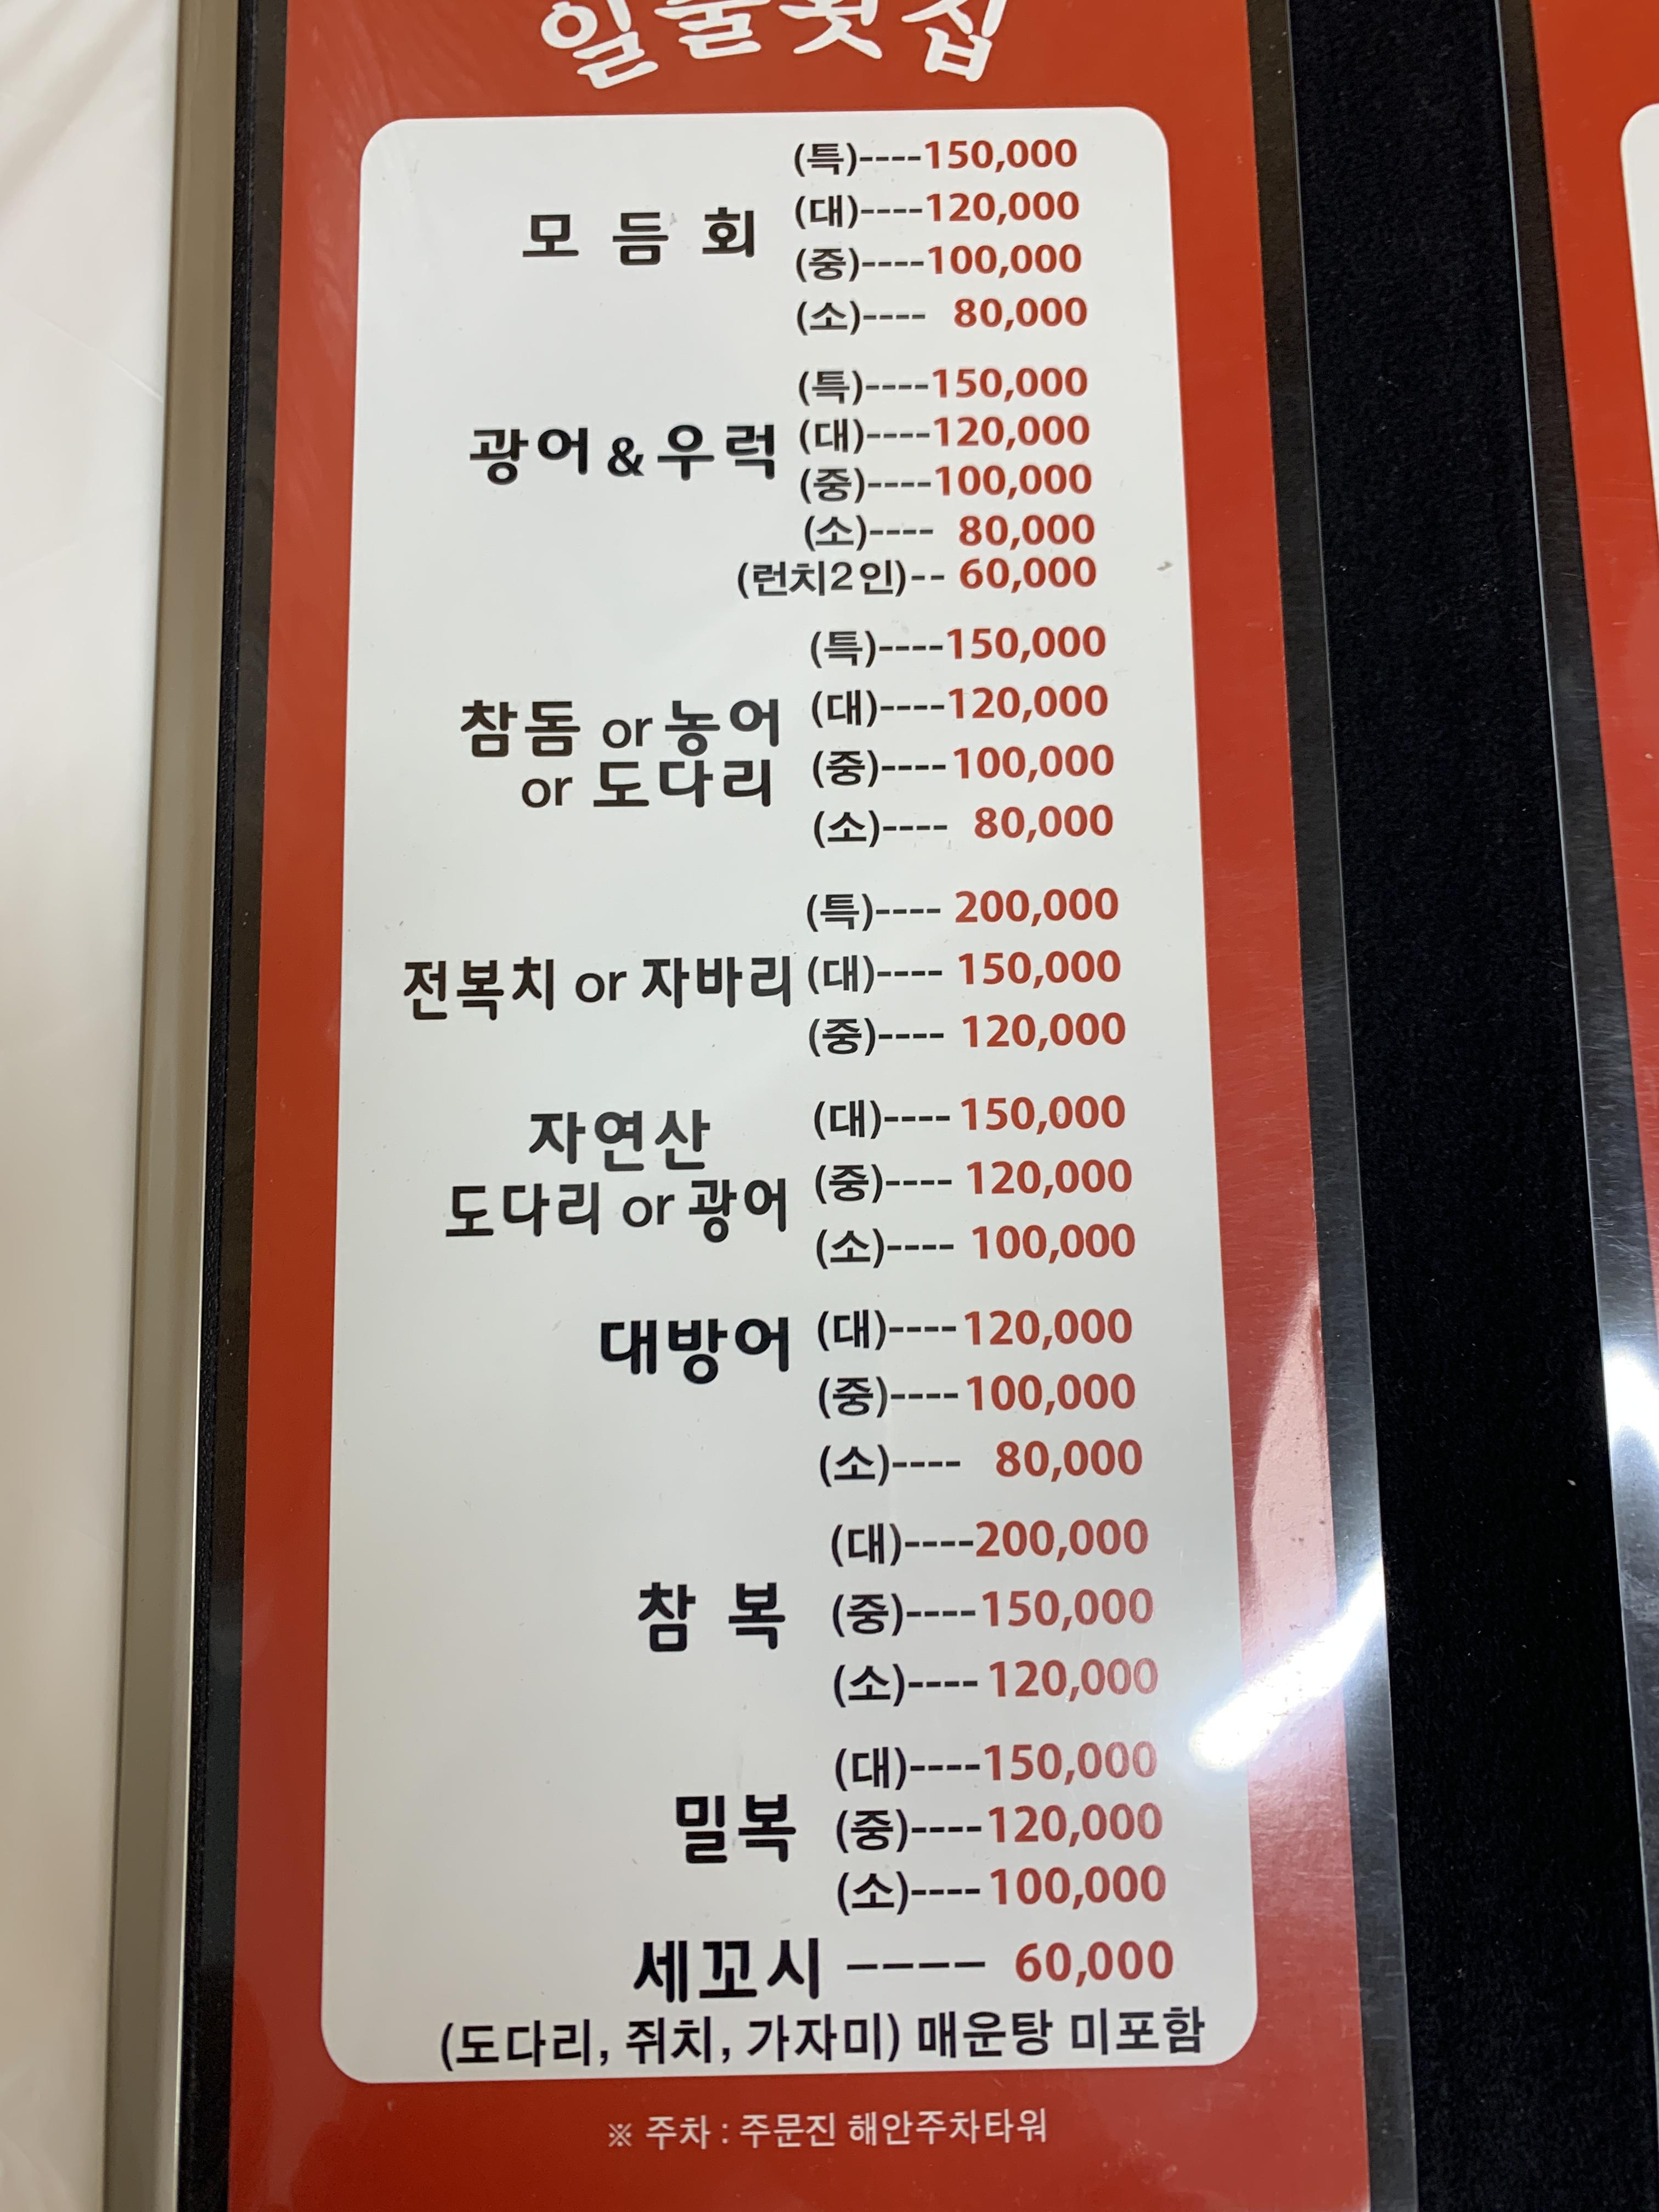 (특)----150,000
모 듬 회 (대)----120,000
(중)----100,000
(소)---- 80,000
(특)----150,000
광어&우럭 (대)----120,000
(중)----100,000
(소)---- 80,000
(런치2인)-- 60,000
(특)----150,000
참돔 or 농어 (대)----120,000
or 도다리 (중)----100,000
(소)---- 80,000
(특)---- 200,000
전복치 or 자바리 (대)---- 150,000
(중)---- 120,000
자연산 (대)---- 150,000
도다리 or 광어 (중)---- 120,000
(소)---- 100,000
대방어 (대)----120,000
(중)----100,000
(소)---- 80,000
(대)----200,000
참 복 (중)----150,000
(소)---- 120,000
(대)----150,000
밀복 (중)----120,000
(소)----100,000
세꼬시 ---- 60,000
(도다리, 쥐치, 가자미) 매운탕 미포함
※ 주차 : 주문진 해안주차타워